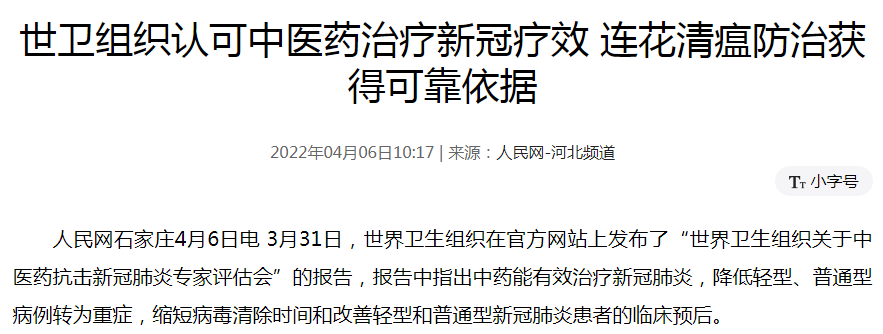 世卫组织认可中医药治疗新冠疗效 连花清瘟防治获
得可靠依据
2022年04月06日10:17 | 来源：人民网-河北频道
TT 小字号
人民网石家庄4月6日电 3月31日，世界卫生组织在官方网站上发布了“世界卫生组织关于中
医药抗击新冠肺炎专家评估会”的报告，报告中指出中药能有效治疗新冠肺炎，降低轻型、普通型
病例转为重症，缩短病毒清除时间和改善轻型和普通型新冠肺炎患者的临床预后。